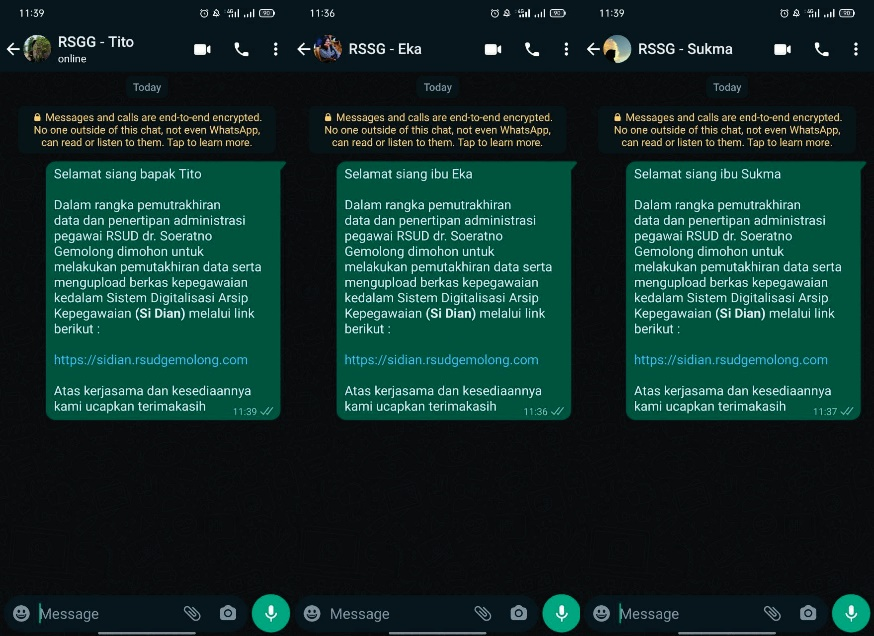 11:39
RSGG - Tito
online
Today
Messages and calls are end-to-end encrypted.
No one outside of this chat, not even WhatsApp,
can read or listen to them. Tap to learn more.
Selamat siang bapak Tito
Dalam rangka pemutrakhiran
data dan penertipan administrasi
pegawai RSUD dr. Soeratno
Gemolong dimohon untuk
melakukan pemutakhiran data serta
mengupload berkas kepegawaian
kedalam Sistem Digitalisasi Arsip
Kepegawaian (Si Dian) melalui link
berikut :
https://sidian.rsudgemolong.com
Atas kerjasama dan kesediaannya
kami ucapkan terimakasih
11:39
Message
11:36
RSSG - Eka
Today
Messages and calls are end-to-end encrypted.
No one outside of this chat, not even WhatsApp,
can read or listen to them. Tap to learn more.
Selamat siang ibu Eka
Dalam rangka pemutrakhiran
data dan penertipan administrasi
pegawai RSUD dr. Soeratno
Gemolong dimohon untuk
melakukan pemutakhiran data serta
mengupload berkas kepegawaian
kedalam Sistem Digitalisasi Arsip
Kepegawaian (Si Dian) melalui link
berikut :
https://sidian.rsudgemolong.com
Atas kerjasama dan kesediaannya
kami ucapkan terimakasih
11:36
Message
11:39
RSSG - Sukma
Today
Messages and calls are end-to-end encrypted.
No one outside of this chat, not even WhatsApp,
can read or listen to them. Tap to learn more.
Selamat siang ibu Sukma
Dalam rangka pemutrakhiran
data dan penertipan administrasi
pegawai RSUD dr. Soeratno
Gemolong dimohon untuk
melakukan pemutakhiran data serta
mengupload berkas kepegawaian
kedalam Sistem Digitalisasi Arsip
Kepegawaian (Si Dian) melalui link
berikut :
https://sidian.rsudgemolong.com
Atas kerjasama dan kesediaannya
kami ucapkan terimakasih
11:37
Message